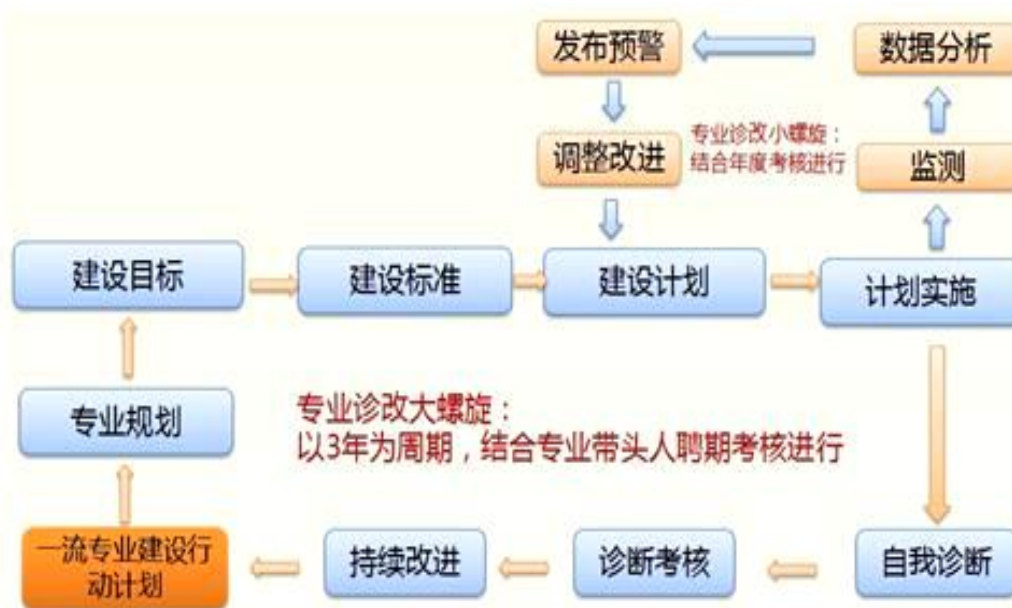 发布预警
数据分析
调整改进
专业诊改小螺旋：
结合年度考核进行
监测
建设目标
建设标准
建设计划
计划实施
专业规划
专业诊改大螺旋：
以3年为周期，结合专业带头人聘期考核进行
一流专业建设行
动计划
持续改进
诊断考核
自我诊断